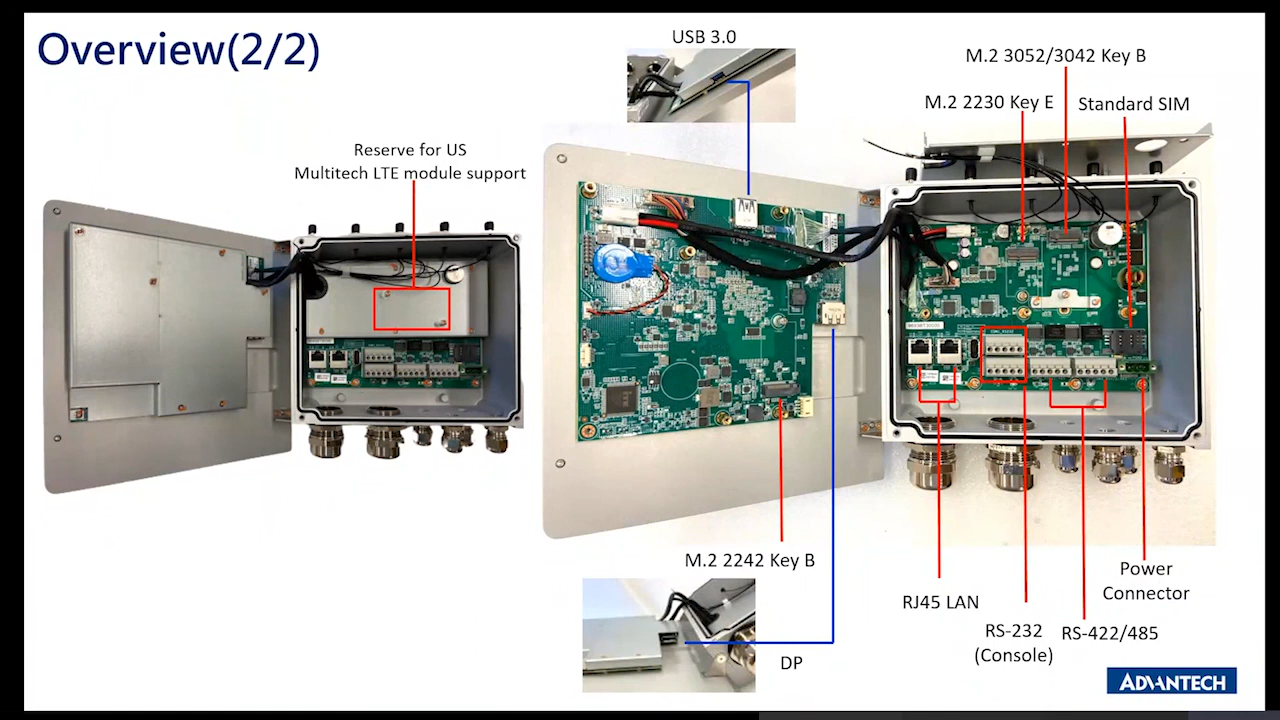 Overview(2/2)
USB 3.0
M.2 3052/3042 Key B
M.2 2230 Key E
Standard SIM
Reserve for US
Multitech LTE module support
M.2 2242 Key B
Power
Connector
RJ45 LAN
RS-232
(Console)
RS-422/485
DP
ADVANTECH